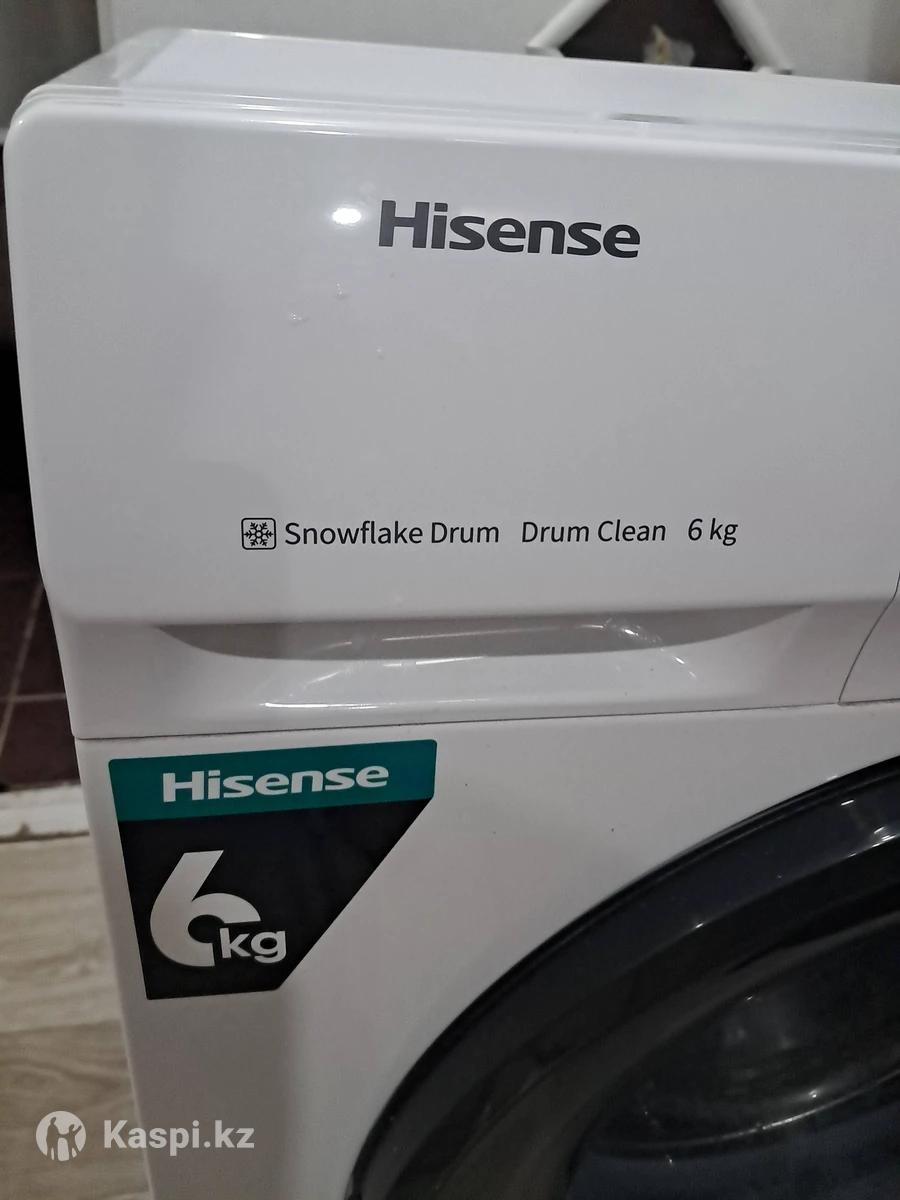 Hisense
Snowflake Drum Drum Clean 6 kg
Hisense
6kg
Kaspi.kz